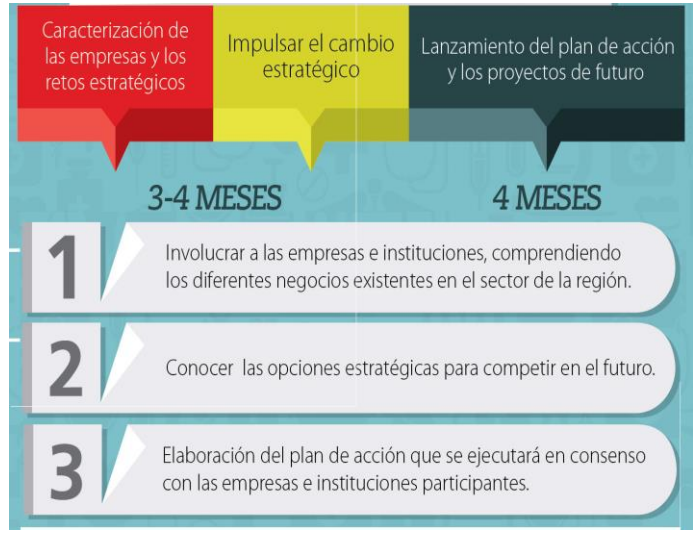 Caracterización de
las empresas y los
retos estratégicos
Impulsar el cambio
estratégico
Lanzamiento del plan de acción
y los proyectos de futuro
3-4 MESES
4 MESES
1
Involucrar a las empresas e instituciones, comprendiendo
los diferentes negocios existentes en el sector de la región.
2
Conocer las opciones estratégicas para competir en el futuro.
3
Elaboración del plan de acción que se ejecutará en consenso
con las empresas e instituciones participantes.